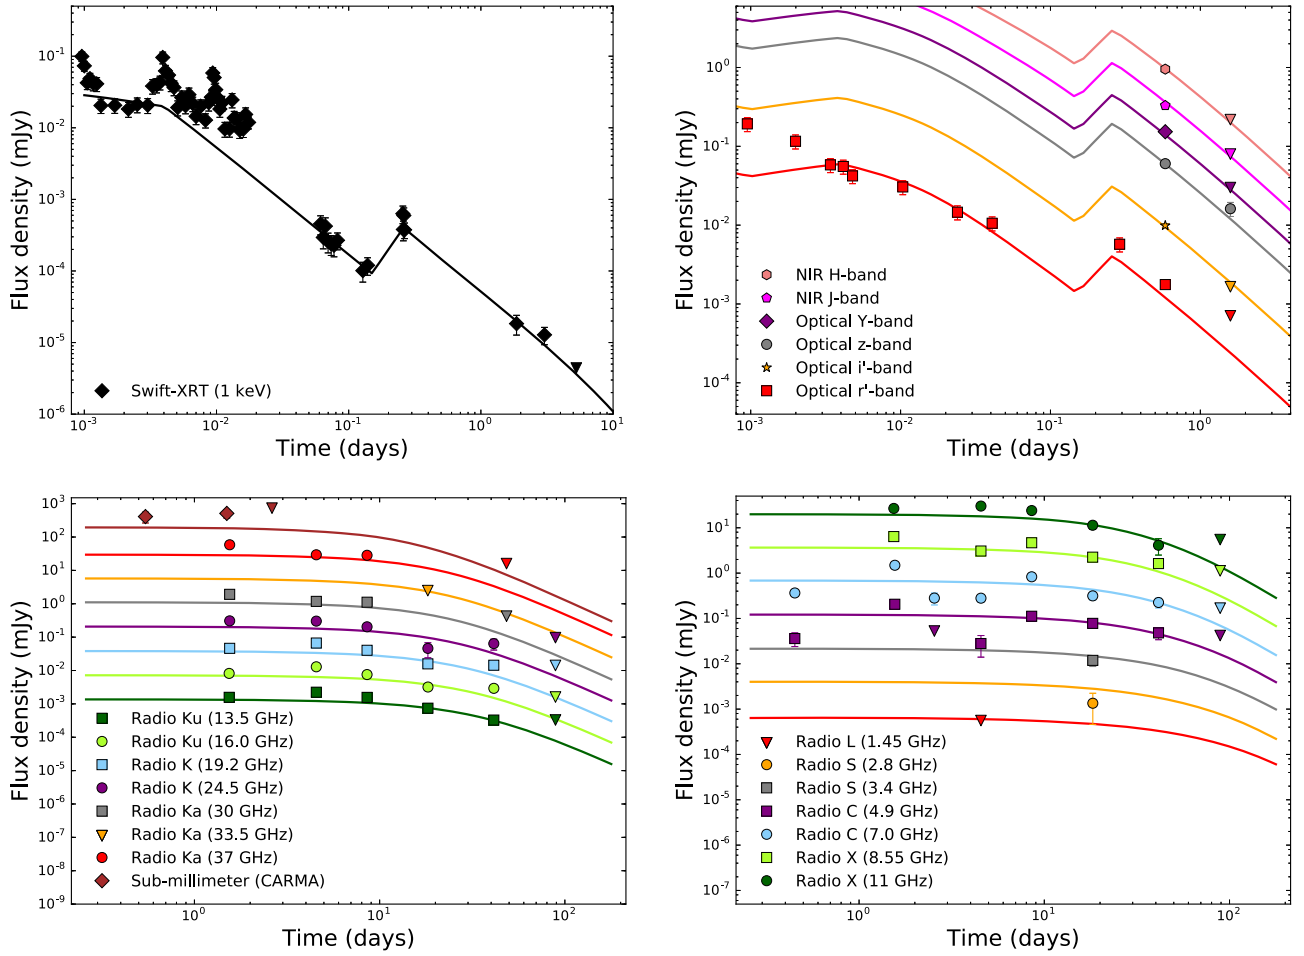 10^-1
10^-2
10^-3
10^-4
10^-5
10^-6
Flux density (mJy)
Swift-XRT (1 keV)
10^-3 10^-2 10^-1 10^0 10^1
Time (days)
10^0
10^-1
10^-2
10^-3
10^-4
Flux density (mJy)
NIR H-band
NIR J-band
Optical Y-band
Optical z-band
Optical i'-band
Optical r'-band
10^-3 10^-2 10^-1 10^0
Time (days)
10^3
10^2
10^1
10^0
10^-1
10^-2
10^-3
10^-4
10^-5
10^-6
10^-7
10^-8
10^-9
Flux density (mJy)
Radio Ku (13.5 GHz)
Radio Ku (16.0 GHz)
Radio K (19.2 GHz)
Radio K (24.5 GHz)
Radio Ka (30 GHz)
Radio Ka (33.5 GHz)
Radio Ka (37 GHz)
Sub-millimeter (CARMA)
10^0 10^1 10^2
Time (days)
10^1
10^0
10^-1
10^-2
10^-3
10^-4
10^-5
10^-6
10^-7
Flux density (mJy)
Radio L (1.45 GHz)
Radio S (2.8 GHz)
Radio S (3.4 GHz)
Radio C (4.9 GHz)
Radio C (7.0 GHz)
Radio X (8.55 GHz)
Radio X (11 GHz)
10^0 10^1 10^2
Time (days)